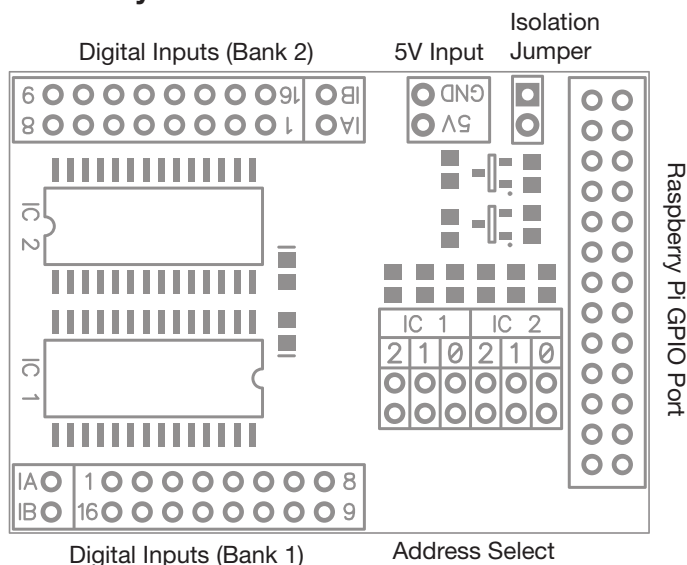 Digital Inputs (Bank 2)
5V Input
Isolation
Jumper
9 16 IB
8 1 IA
GND
5V
IC 2
IC 1
IC 1 IC 2
2 1 0 2 1 0
Raspberry Pi GPIO Port
IA 1 8
IB 16 9
Digital Inputs (Bank 1)
Address Select